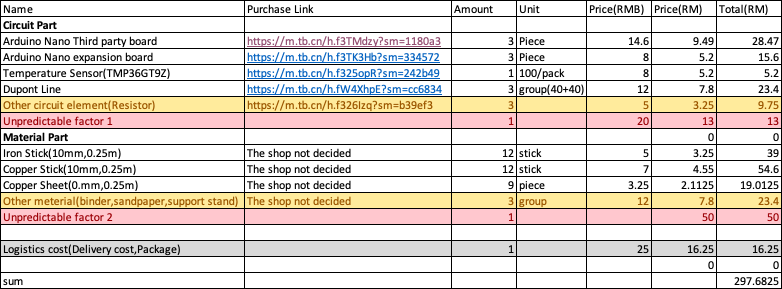 Name Purchase Link Amount Unit Price(RMB) Price(RM) Total(RM)
Circuit Part
Arduino Nano Third party board https://m.tb.cn/h.f3TMdzy?sm=1180a3 3 Piece 14.6 9.49 28.47
Arduino Nano expansion board https://m.tb.cn/h.f3TK3Hb?sm=334572 3 Piece 8 5.2 15.6
Temperature Sensor(TMP36GT9Z) https://m.tb.cn/h.f325opR?sm=242b49 1 100/pack 8 5.2 5.2
Dupont Line https://m.tb.cn/h.fW4XhpE?sm=cc6834 3 group(40+40) 12 7.8 23.4
Other circuit element(Resistor) https://m.tb.cn/h.f326Izq?sm=b39ef3 3 5 3.25 9.75
Unpredictable factor 1 1 20 13 13
Material Part 0 0
Iron Stick(10mm,0.25m) The shop not decided 12 stick 5 3.25 39
Copper Stick(10mm,0.25m) The shop not decided 12 stick 7 4.55 54.6
Copper Sheet(0.mm,0.25m) The shop not decided 9 piece 3.25 2.1125 19.0125
Other meterial(binder,sandpaper,support stand) The shop not decided 3 group 12 7.8 23.4
Unpredictable factor 2 1 50 50
Logistics cost(Delivery cost,Package) 1 25 16.25 16.25
0 0
sum 297.6825